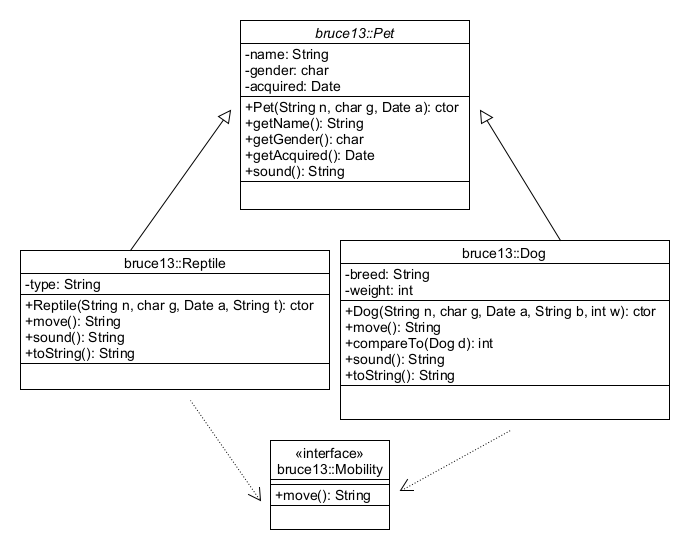 bruce13::Pet
-name: String
-gender: char
-acquired: Date
+Pet(String n, char g, Date a): ctor
+getName(): String
+getGender(): char
+getAcquired(): Date
+sound(): String
bruce13::Reptile
-type: String
+Reptile(String n, char g, Date a, String t): ctor
+move(): String
+sound(): String
+toString(): String
bruce13::Dog
-breed: String
-weight: int
+Dog(String n, char g, Date a, String b, int w): ctor
+move(): String
+compareTo(Dog d): int
+sound(): String
+toString(): String
«interface»
bruce13::Mobility
+move(): String